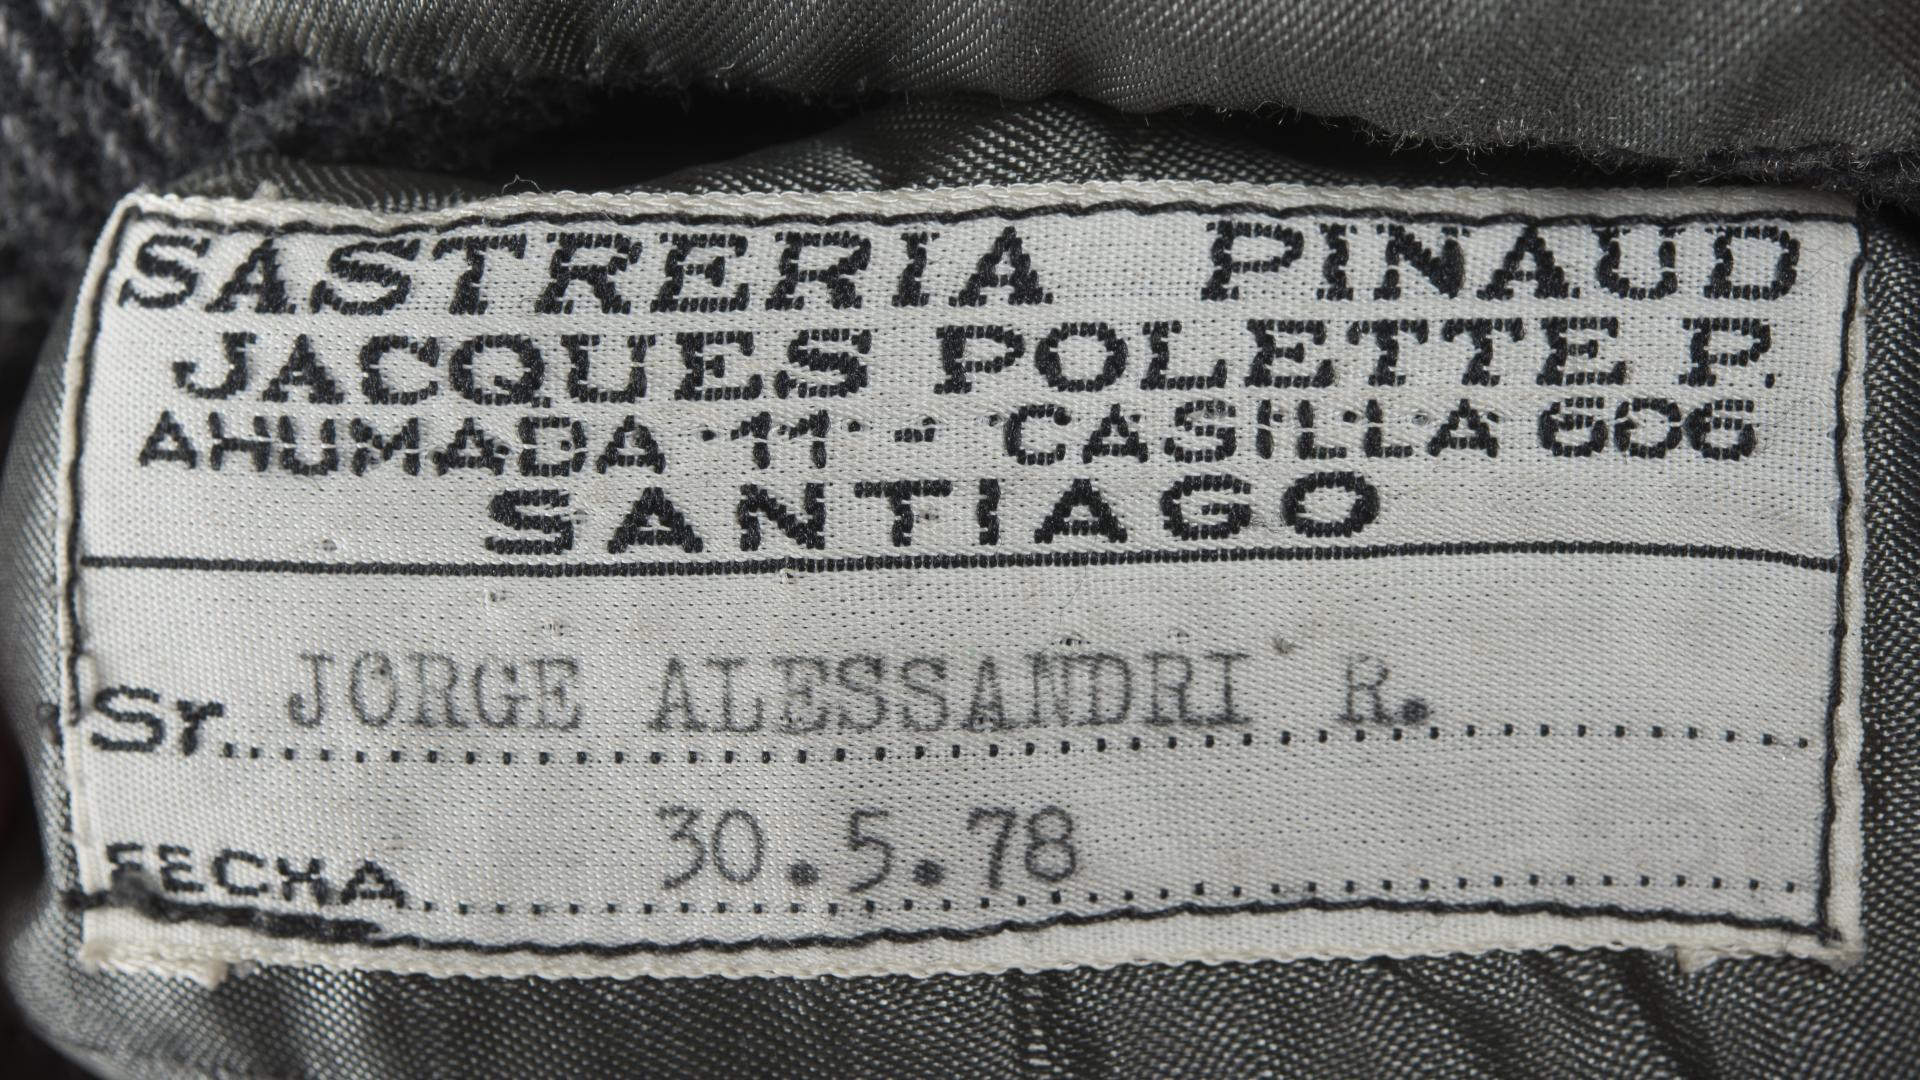 SASTRERIA PINAUD
JACQUES POLETTE P.
AHUMADA 11 - CASILLA 606
SANTIAGO
Sr. JORGE ALESSANDRI R.
FECHA 30.5.78